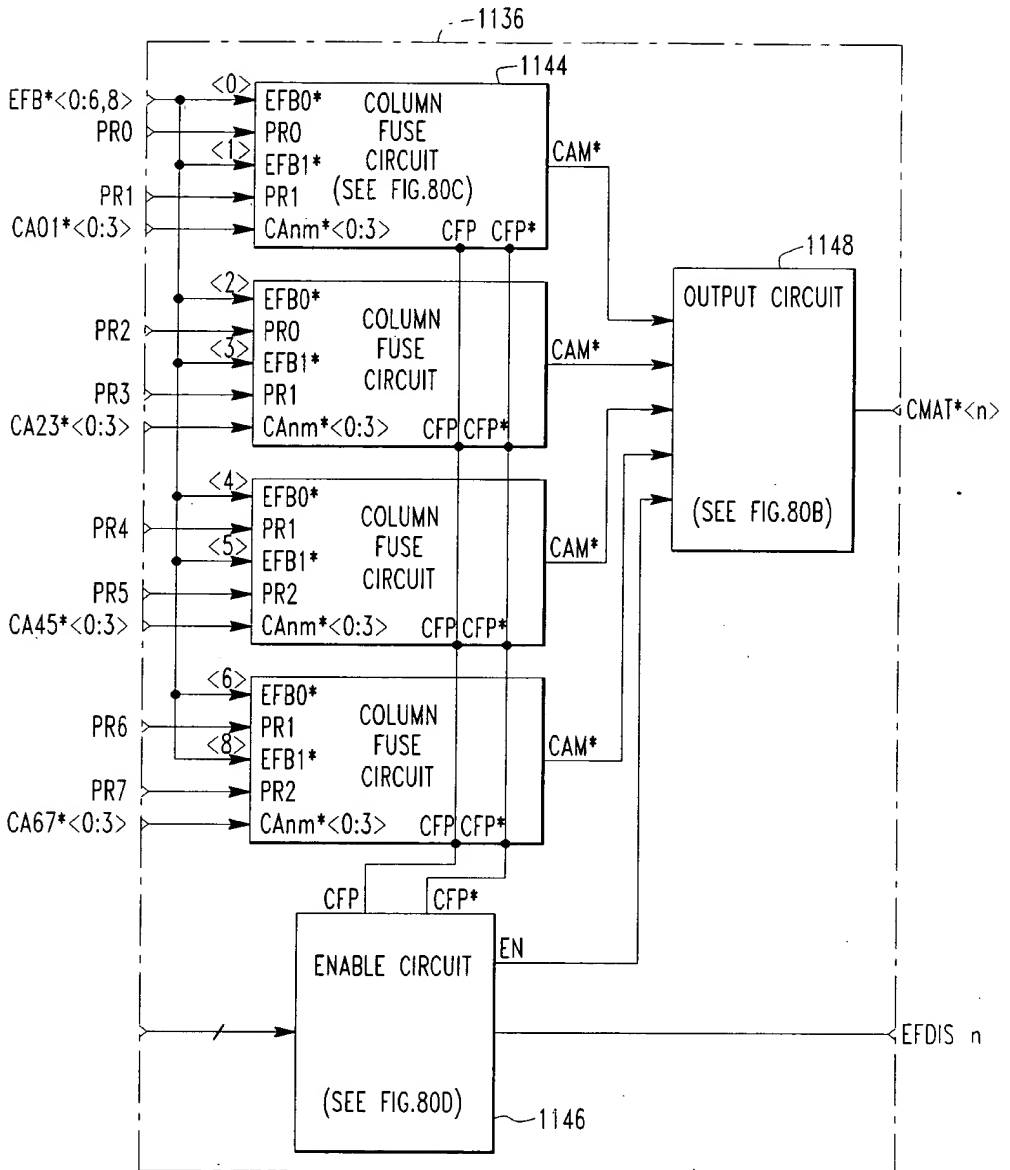 1136
1144
EFB*<0:6,8>
<0>
EFB0*
COLUMN
FUSE
CIRCUIT
(SEE FIG.80C)
PR0
PR0
<1>
EFB1*
PR1
PR1
CA01*<0:3>
CAnm*<0:3>
CFP CFP*
CAM*
<2>
EFB0*
COLUMN
FUSE
CIRCUIT
PR2
PR0
<3>
EFB1*
PR3
PR1
CA23*<0:3>
CAnm*<0:3>
CFP CFP*
CAM*
<4>
EFB0*
COLUMN
FUSE
CIRCUIT
PR4
PR1
<5>
EFB1*
PR5
PR2
CA45*<0:3>
CAnm*<0:3>
CFP CFP*
CAM*
<6>
EFB0*
COLUMN
FUSE
CIRCUIT
PR6
PR1
<8>
EFB1*
PR7
PR2
CA67*<0:3>
CAnm*<0:3>
CFP CFP*
CAM*
1148
OUTPUT CIRCUIT
(SEE FIG.80B)
CMAT*<n>
CFP
CFP*
EN
ENABLE CIRCUIT
(SEE FIG.80D)
1146
EFDIS n